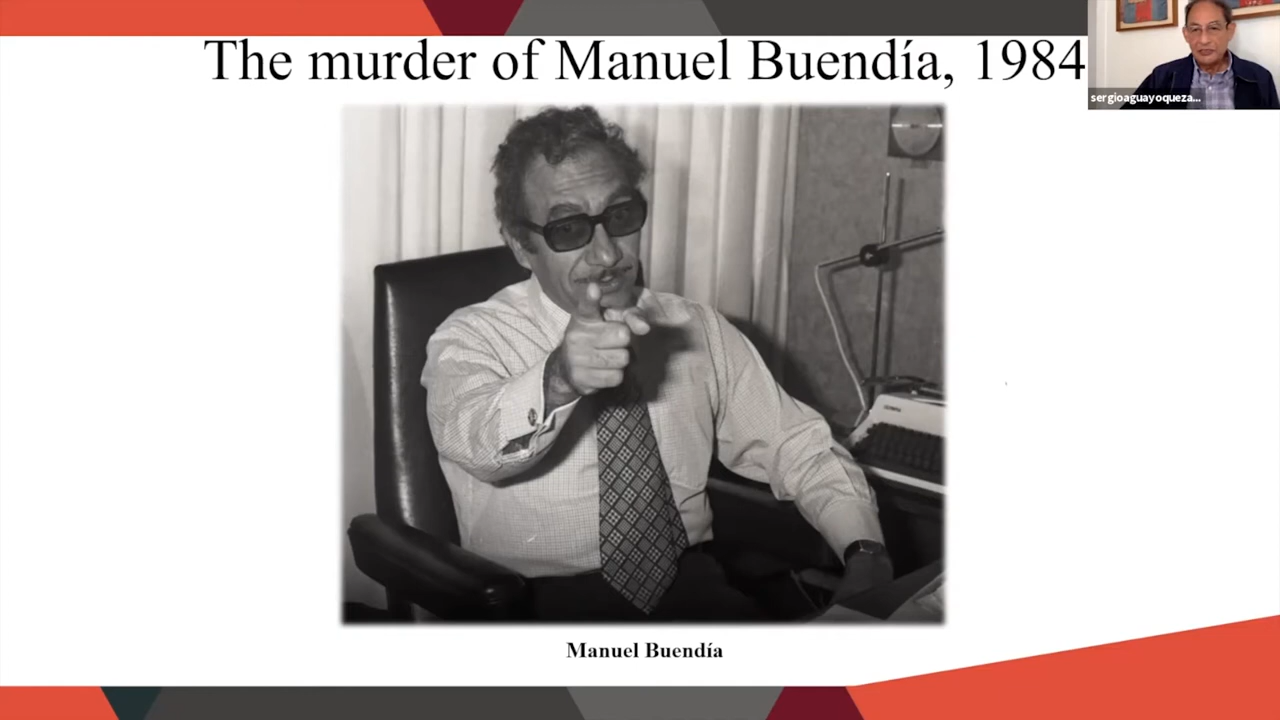 The murder of Manuel Buendía, 1984
sergioaguayoqueza...
Manuel Buendía